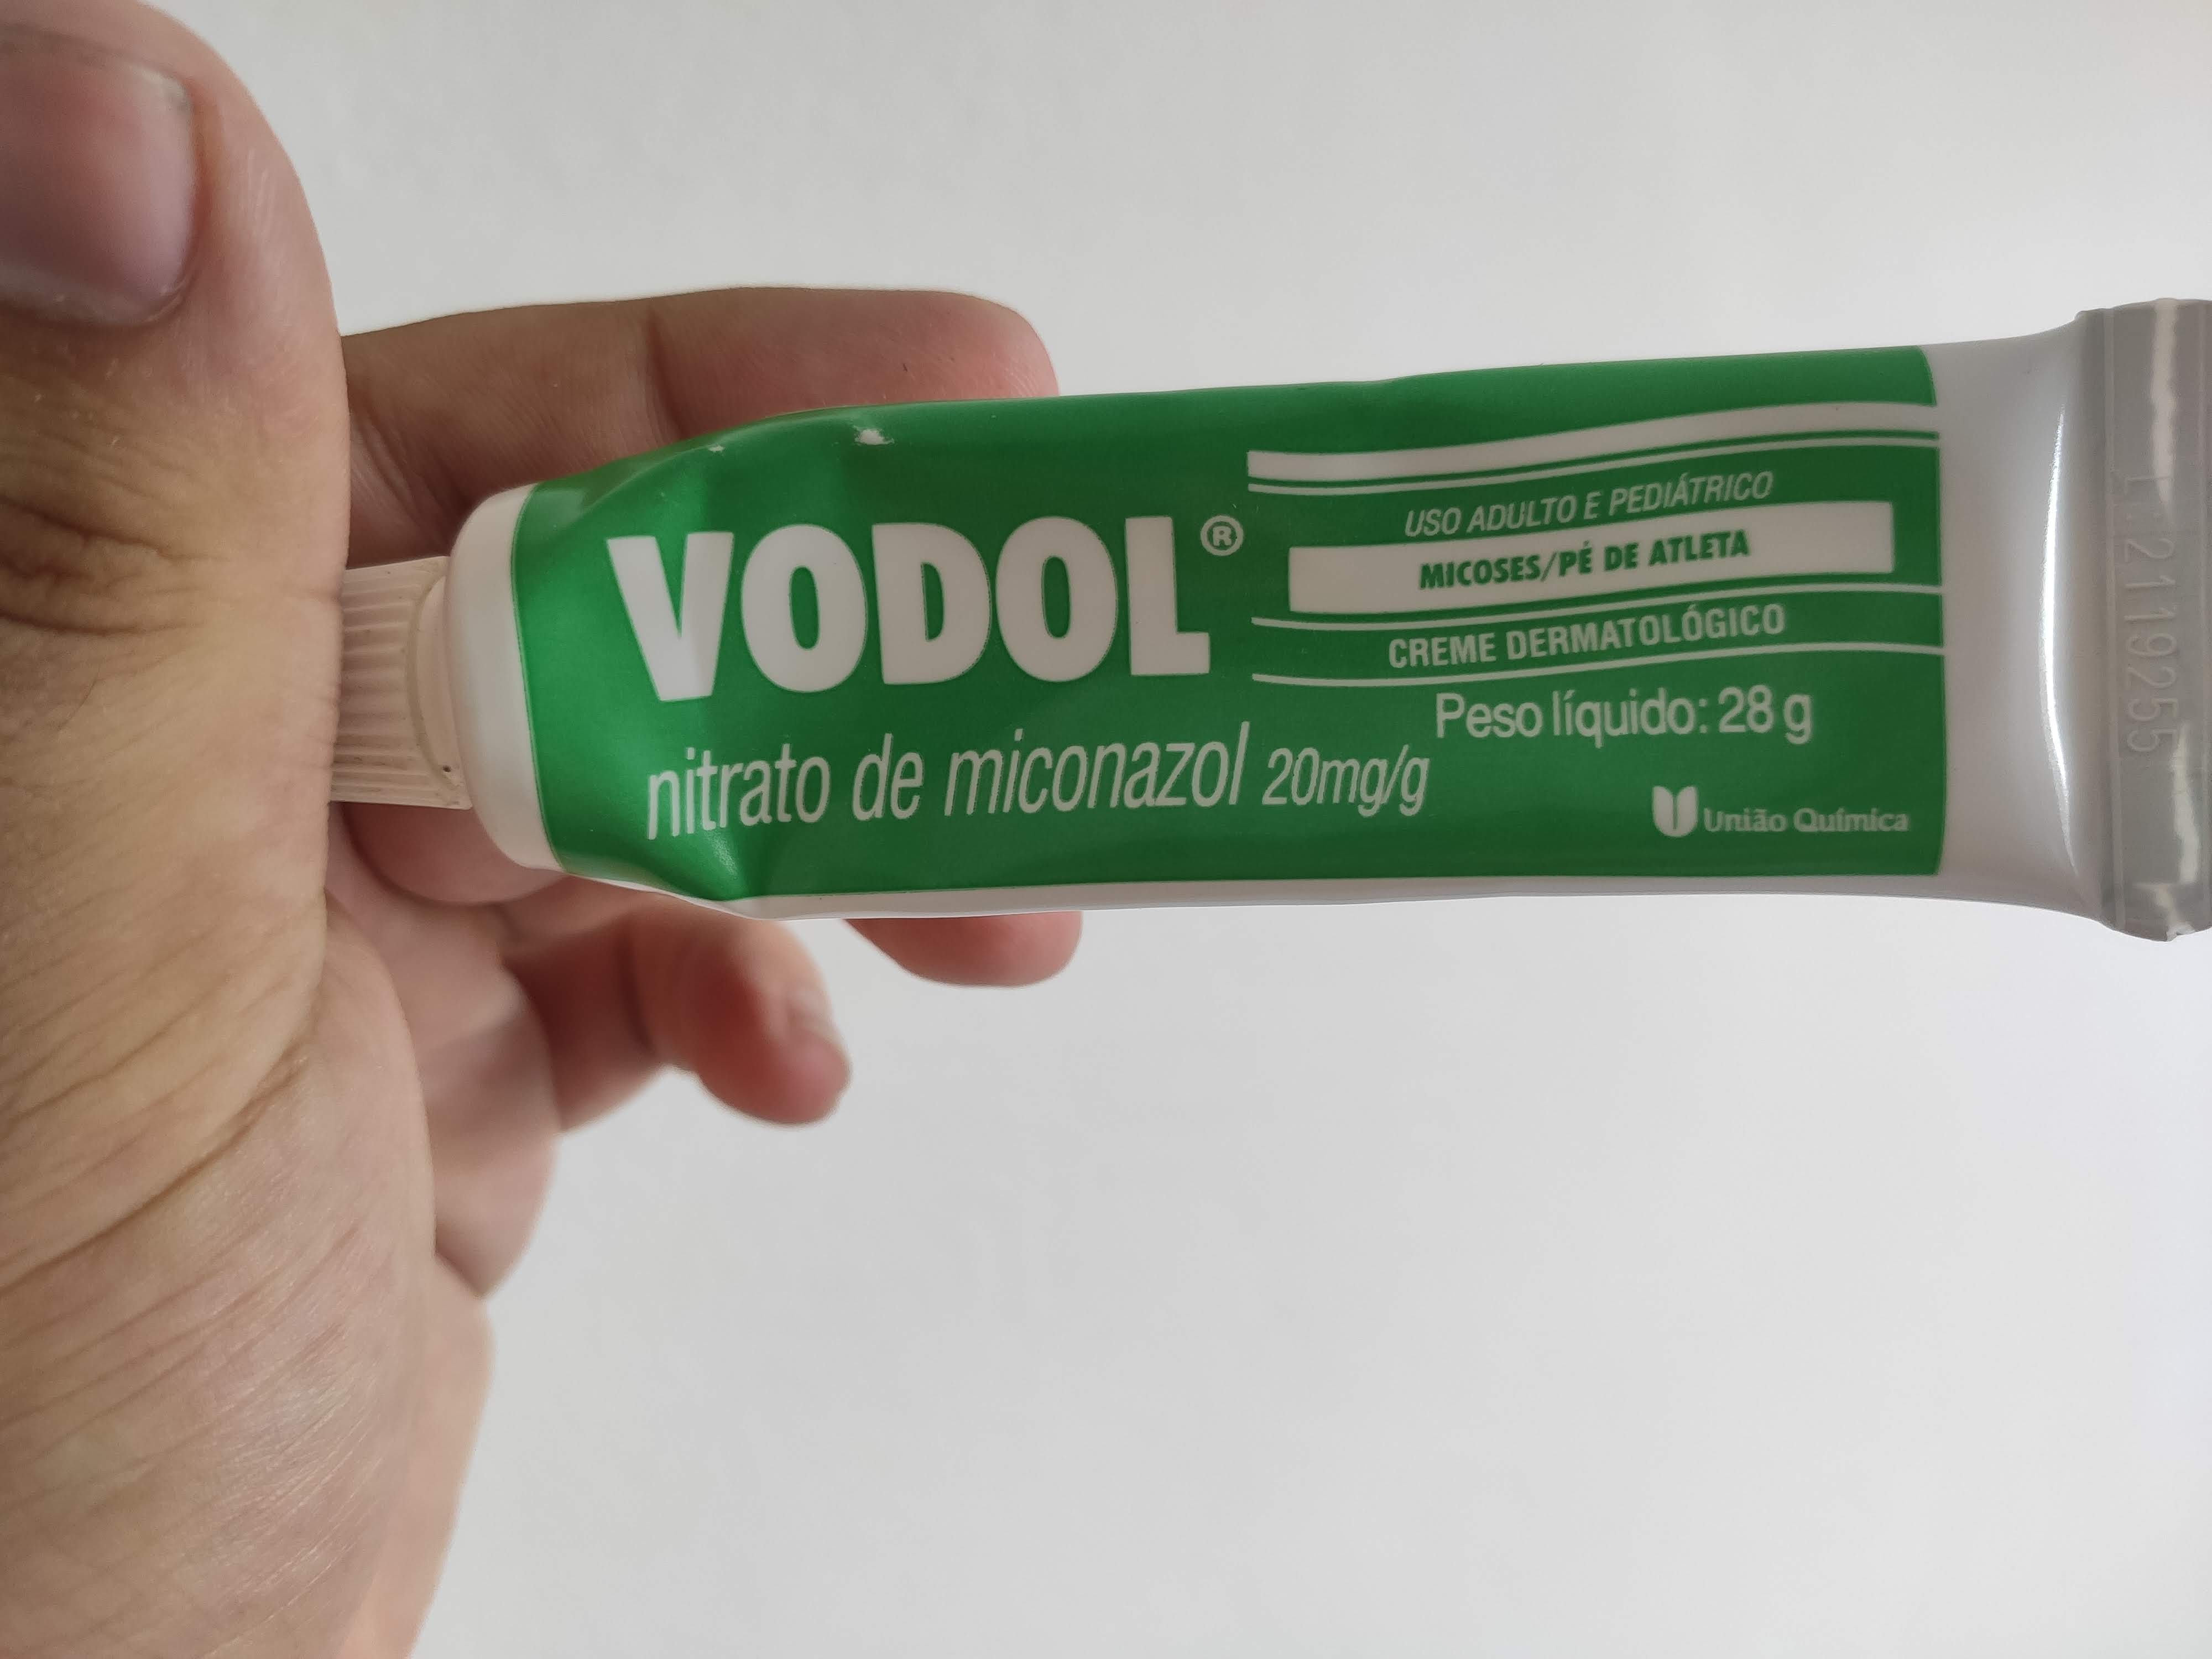 VODOL®
nitrato de miconazol 20mg/g
USO ADULTO E PEDIÁTRICO
MICOSES/PÉ DE ATLETA
CREME DERMATOLÓGICO
Peso líquido: 28 g
União Química
L: 2119255